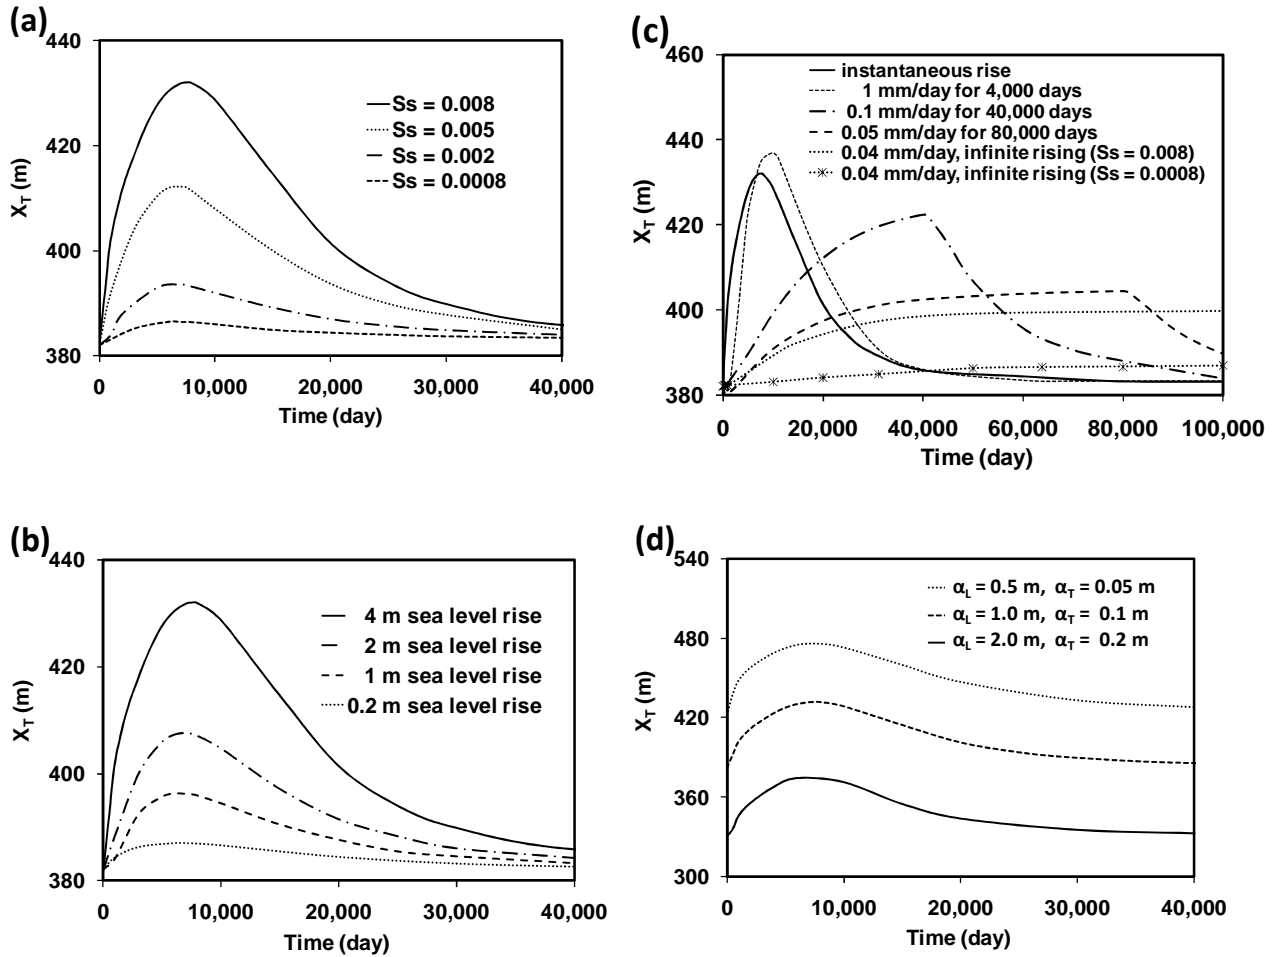 (a)
440
420
400
380
X_T (m)
Ss = 0.008
Ss = 0.005
Ss = 0.002
Ss = 0.0008
0 10,000 20,000 30,000 40,000
Time (day)
(c)
460
440
420
400
380
X_T (m)
instantaneous rise
1 mm/day for 4,000 days
0.1 mm/day for 40,000 days
0.05 mm/day for 80,000 days
0.04 mm/day, infinite rising (Ss = 0.008)
0.04 mm/day, infinite rising (Ss = 0.0008)
0 20,000 40,000 60,000 80,000 100,000
Time (day)
(b)
440
420
400
380
X_T (m)
4 m sea level rise
2 m sea level rise
1 m sea level rise
0.2 m sea level rise
0 10,000 20,000 30,000 40,000
Time (day)
(d)
540
480
420
360
300
X_T (m)
α_L = 0.5 m, α_T = 0.05 m
α_L = 1.0 m, α_T = 0.1 m
α_L = 2.0 m, α_T = 0.2 m
0 10,000 20,000 30,000 40,000
Time (day)